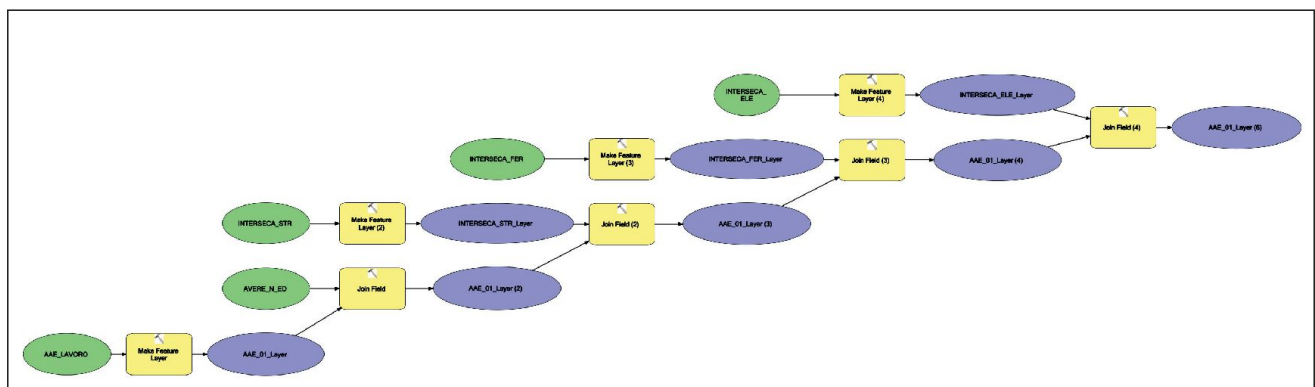 INTERSECA_
ELE
Make Feature
Layer (4)
INTERSECA_ELE_Layer
Join Field (4)
AAE_01_Layer (5)
INTERSECA_FER
Make Feature
Layer (3)
INTERSECA_FER_Layer
Join Field (3)
AAE_01_Layer (4)
INTERSECA_STR
Make Feature
Layer (2)
INTERSECA_STR_Layer
Join Field (2)
AAE_01_Layer (3)
AVERE_N_ED
Join Field
AAE_01_Layer (2)
AAE_LAVORO
Make Feature
Layer
AAE_01_Layer